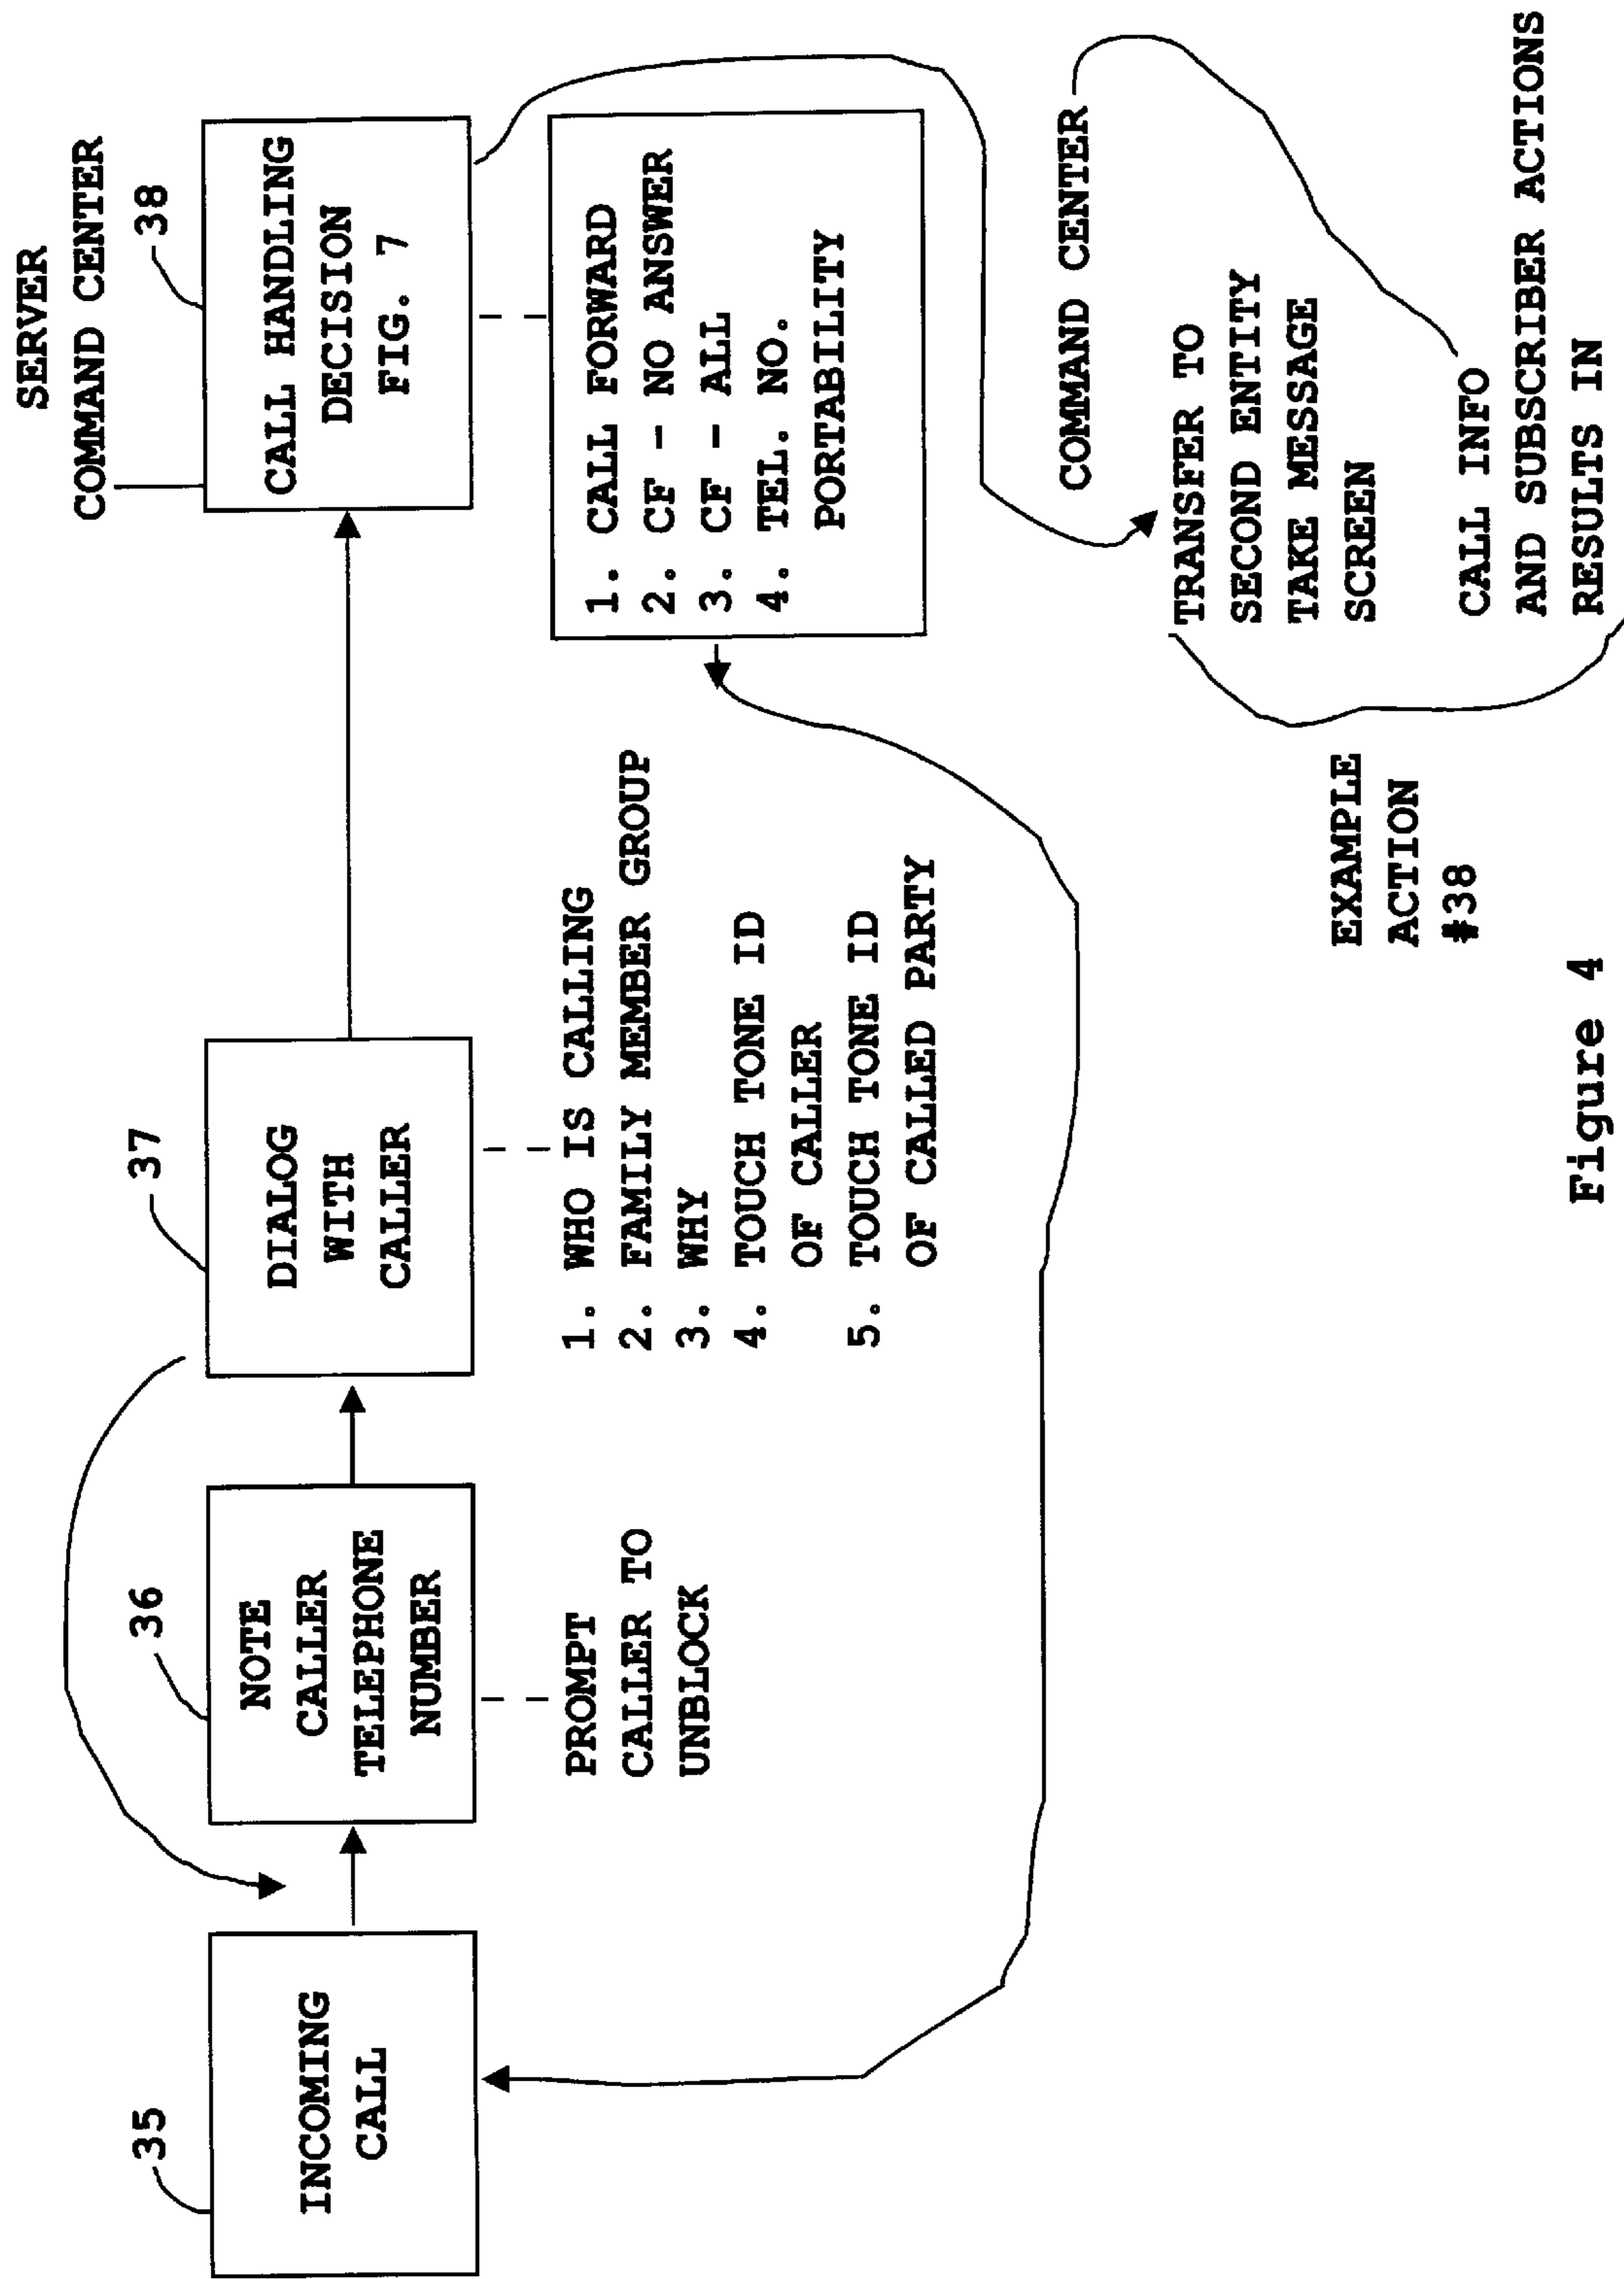 SERVER
COMMAND CENTER
35
36
37
38
INCOMING
CALL
NOTE
CALLER
TELEPHONE
NUMBER
DIALOG
WITH
CALLER
CALL HANDLING
DECISION
FIG. 7
PROMPT
CALLER TO
UNBLOCK
1. WHO IS CALLING
2. FAMILY MEMBER GROUP
3. WHY
4. TOUCH TONE ID
OF CALLER
5. TOUCH TONE ID
OF CALLED PARTY
1. CALL FORWARD
2. CF - NO ANSWER
3. CF - ALL
4. TEL. NO.
PORTABILITY
COMMAND CENTER
TRANSFER TO
SECOND ENTITY
TAKE MESSAGE
SCREEN
EXAMPLE
ACTION
#38
CALL INFO
AND SUBSCRIBER ACTIONS
RESULTS IN
Figure 4